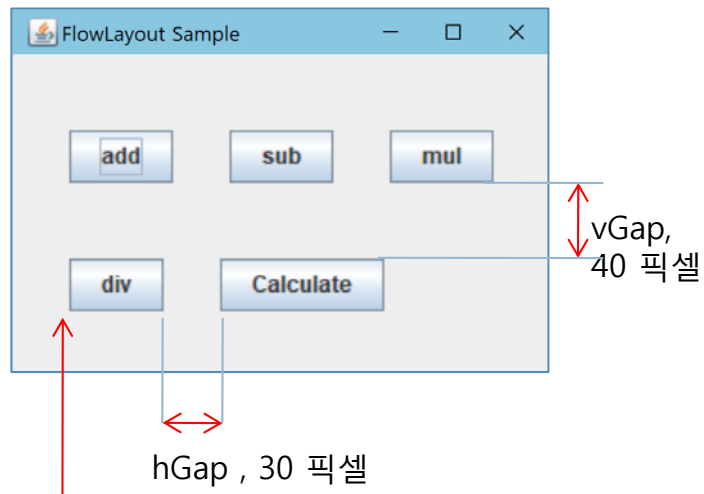 FlowLayout Sample
add sub mul
vGap,
40 픽셀
div Calculate
hGap , 30 픽셀